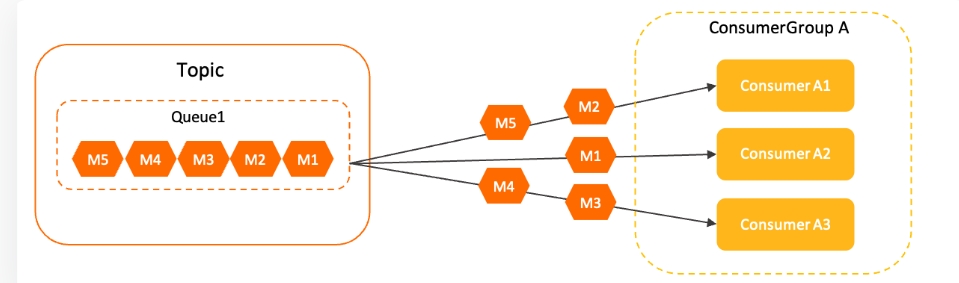 ConsumerGroup A
Topic
Queue1
M5 M4 M3 M2 M1
M5 M2
M1
M4 M3
Consumer A1
Consumer A2
Consumer A3